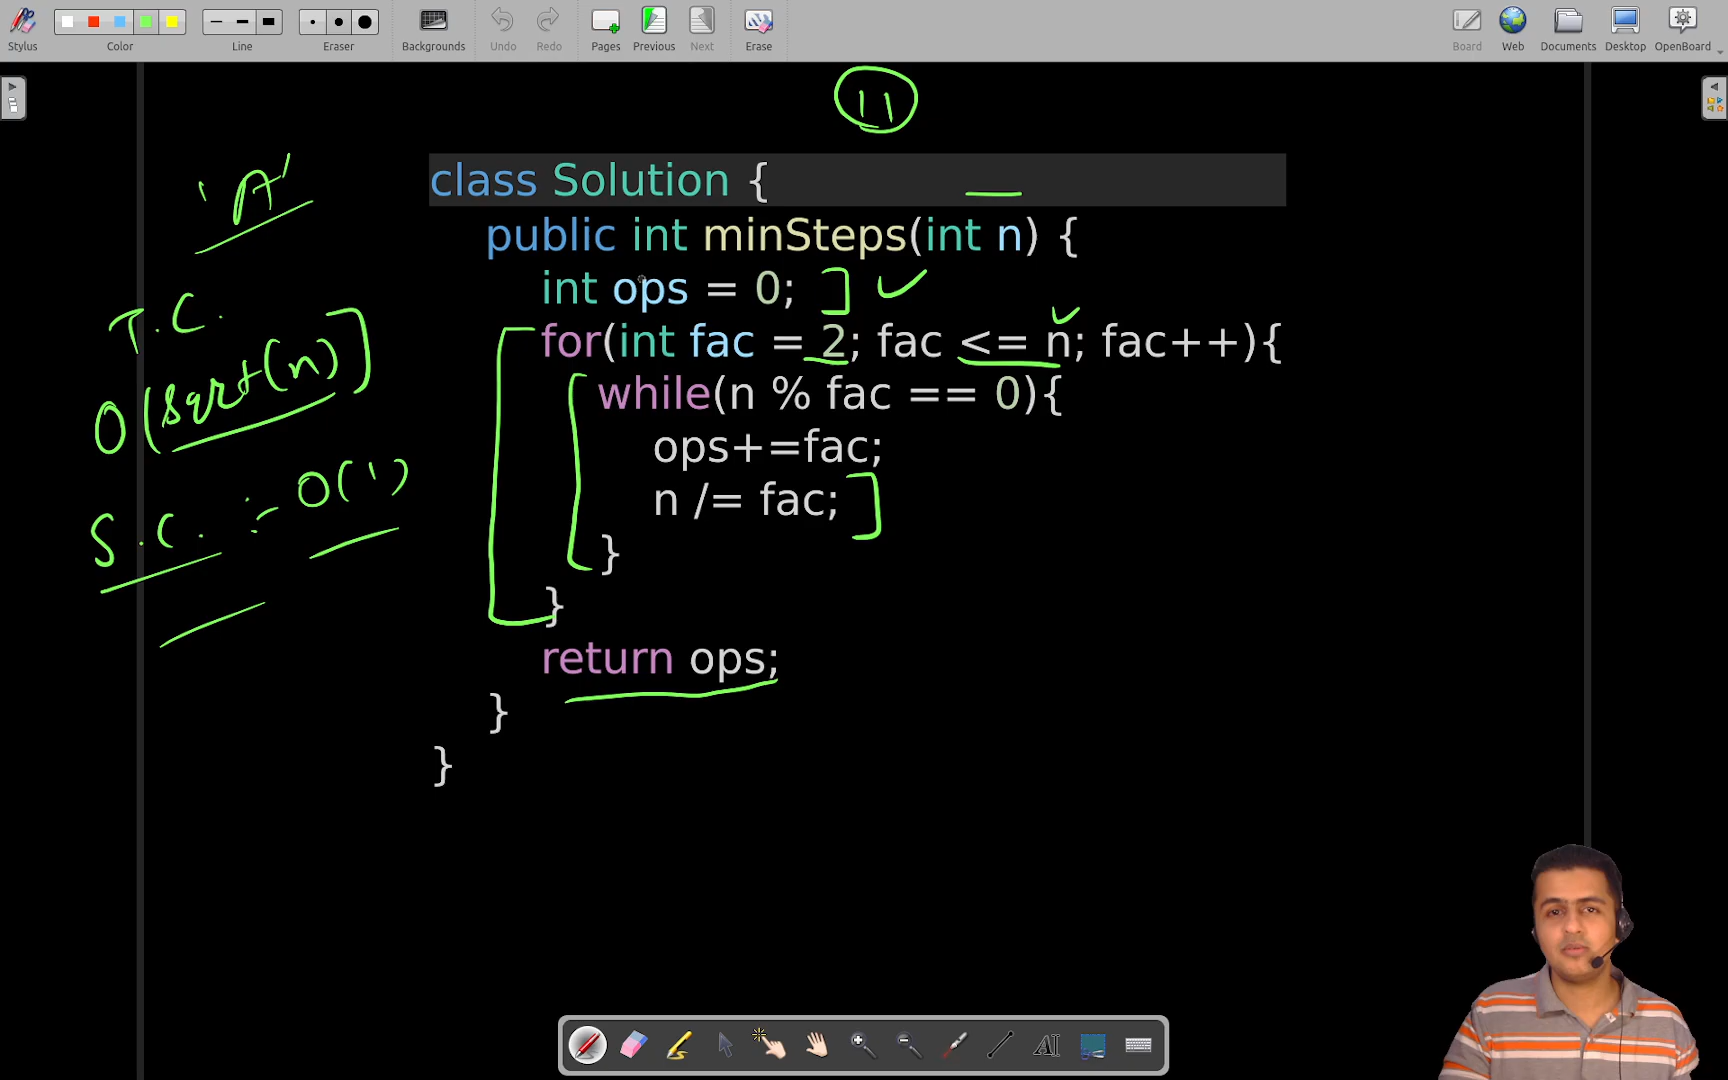 Stylus
Color
Line
Eraser
Backgrounds
Undo
Redo
Pages
Previous
Next
Erase
Board
Web
Documents
Desktop
OpenBoard
11
'A'
T.C.
O(sqrt(n)]
S.C. :- O(1)
class Solution {
public int minSteps(int n) {
int ops = 0; ]
for(int fac = 2; fac <= n; fac++){
while(n % fac == 0){
ops+=fac;
n /= fac; ]
}
}
return ops;
}
}
AI